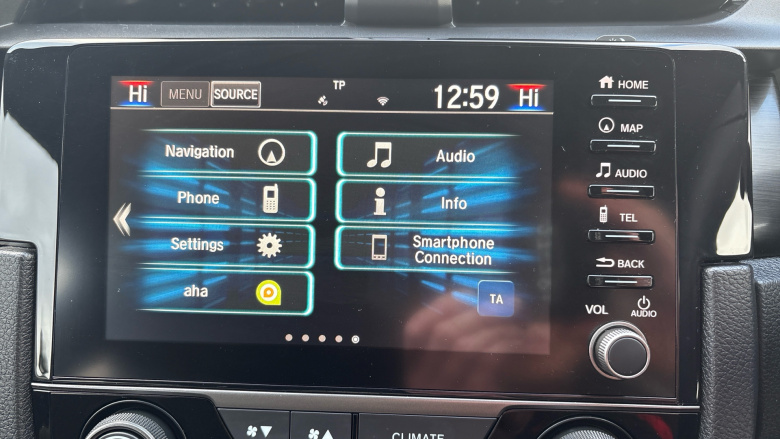 Hi MENU SOURCE TP 12:59 Hi
Navigation
Audio
Phone
Info
Settings
Smartphone
Connection
aha
TA
HOME
MAP
AUDIO
TEL
BACK
VOL
AUDIO
CLIMATE